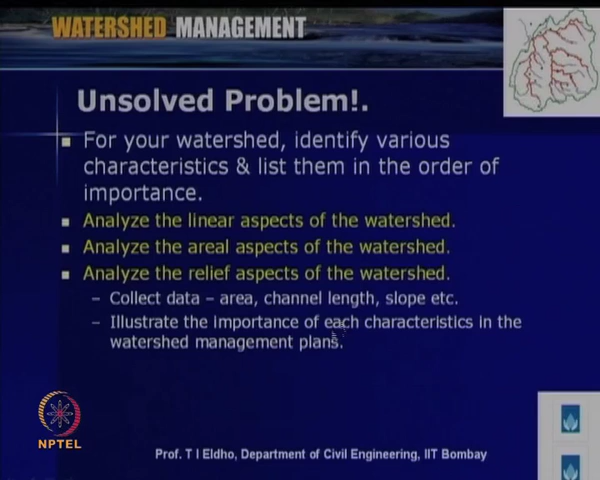 WATERSHED MANAGEMENT
Unsolved Problem!.
For your watershed, identify various
characteristics & list them in the order of
importance.
Analyze the linear aspects of the watershed.
Analyze the areal aspects of the watershed.
Analyze the relief aspects of the watershed.
– Collect data – area, channel length, slope etc.
– Illustrate the importance of each characteristics in the
watershed management plans.
NPTEL
Prof. T I Eldho, Department of Civil Engineering, IIT Bombay